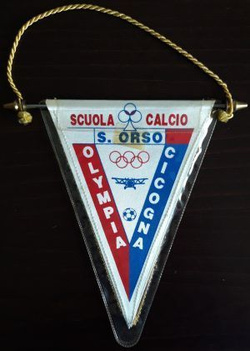 SCUOLA CALCIO
S. ORSO
OLYMPIA
CICOGNA